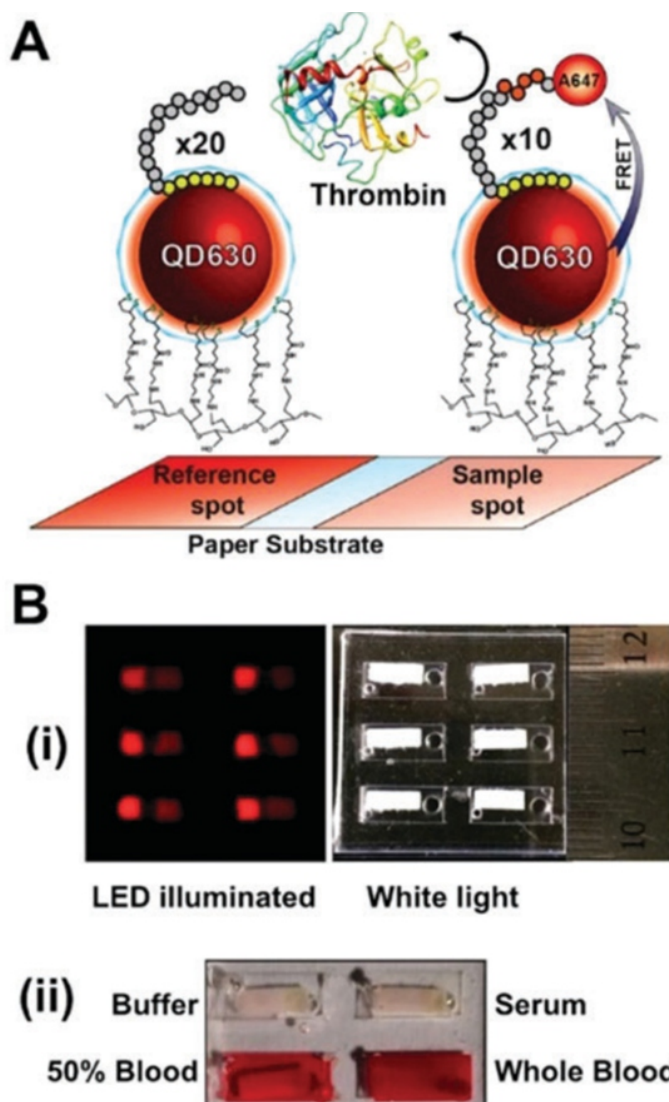 A
x20
Thrombin
A647
x10
FRET
QD630
QD630
Reference
spot
Sample
spot
Paper Substrate
B
(i)
12
11
10
LED illuminated
White light
(ii)
Buffer
Serum
50% Blood
Whole Blood